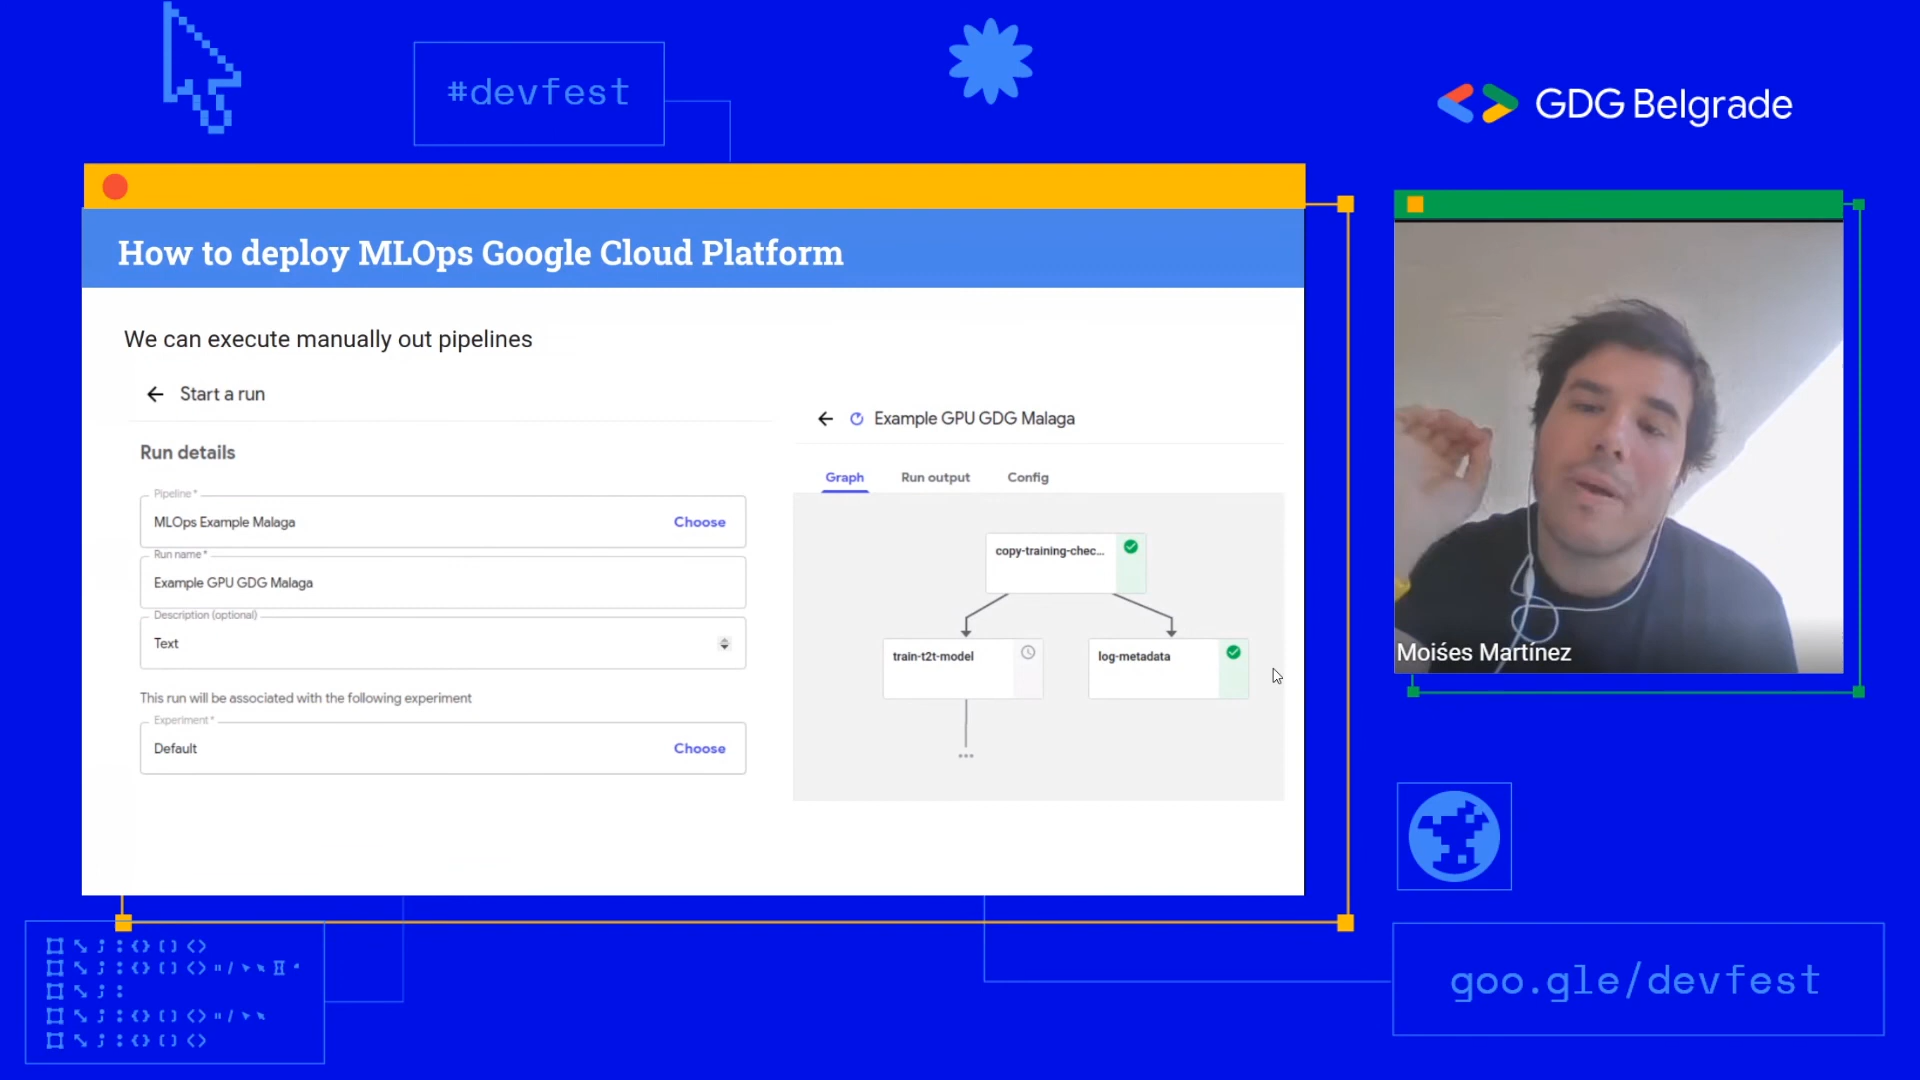 #devfest
GDG Belgrade
How to deploy MLOps Google Cloud Platform
We can execute manually out pipelines
Start a run
Run details
Pipeline*
MLOps Example Malaga
Choose
Run name*
Example GPU GDG Malaga
Description (optional)
Text
This run will be associated with the following experiment
Experiment*
Default
Choose
Example GPU GDG Malaga
Graph Run output Config
copy-training-chec...
train-t2t-model
log-metadata
...
Moiśes Martínez
goo.gle/devfest